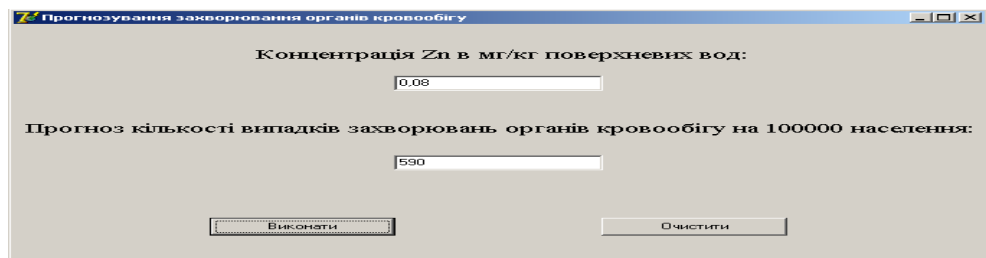 Прогнозування захворювання органів кровообігу
Концентрація Zn в мг/кг поверхневих вод:
0,08
Прогноз кількості випадків захворювань органів кровообігу на 100000 населення:
590
Виконати Очистити